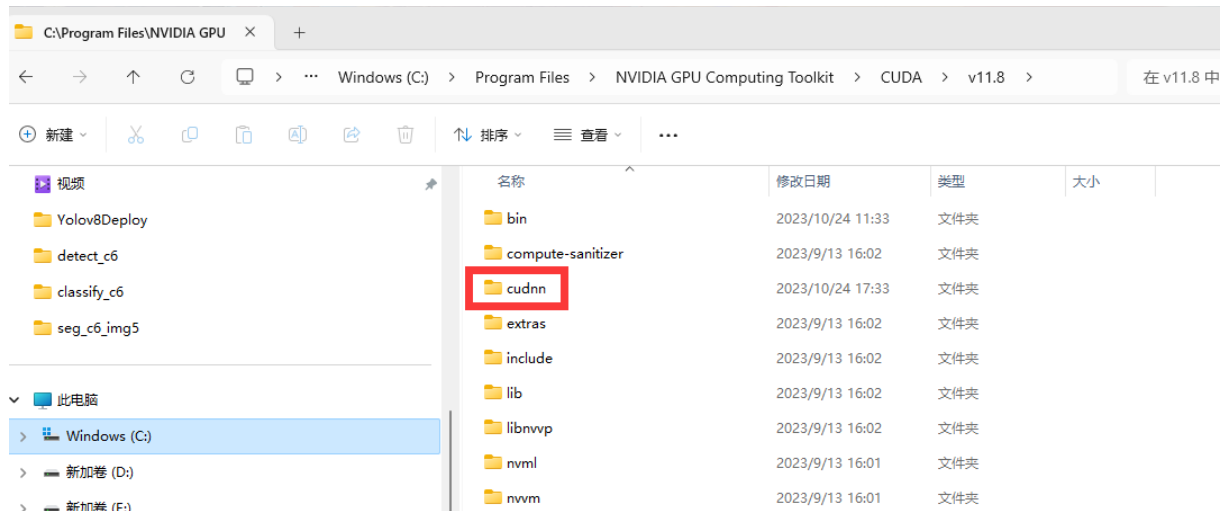 C:\Program Files\NVIDIA GPU
Windows (C:) > Program Files > NVIDIA GPU Computing Toolkit > CUDA > v11.8 >
在 v11.8 中
新建
排序
查看
视频
Yolov8Deploy
detect_c6
classify_c6
seg_c6_img5
此电脑
Windows (C:)
新加卷 (D:)
新加卷 (E:)
名称 修改日期 类型 大小
bin 2023/10/24 11:33 文件夹
compute-sanitizer 2023/9/13 16:02 文件夹
cudnn 2023/10/24 17:33 文件夹
extras 2023/9/13 16:02 文件夹
include 2023/9/13 16:02 文件夹
lib 2023/9/13 16:02 文件夹
libnvvp 2023/9/13 16:02 文件夹
nvml 2023/9/13 16:01 文件夹
nvvm 2023/9/13 16:01 文件夹